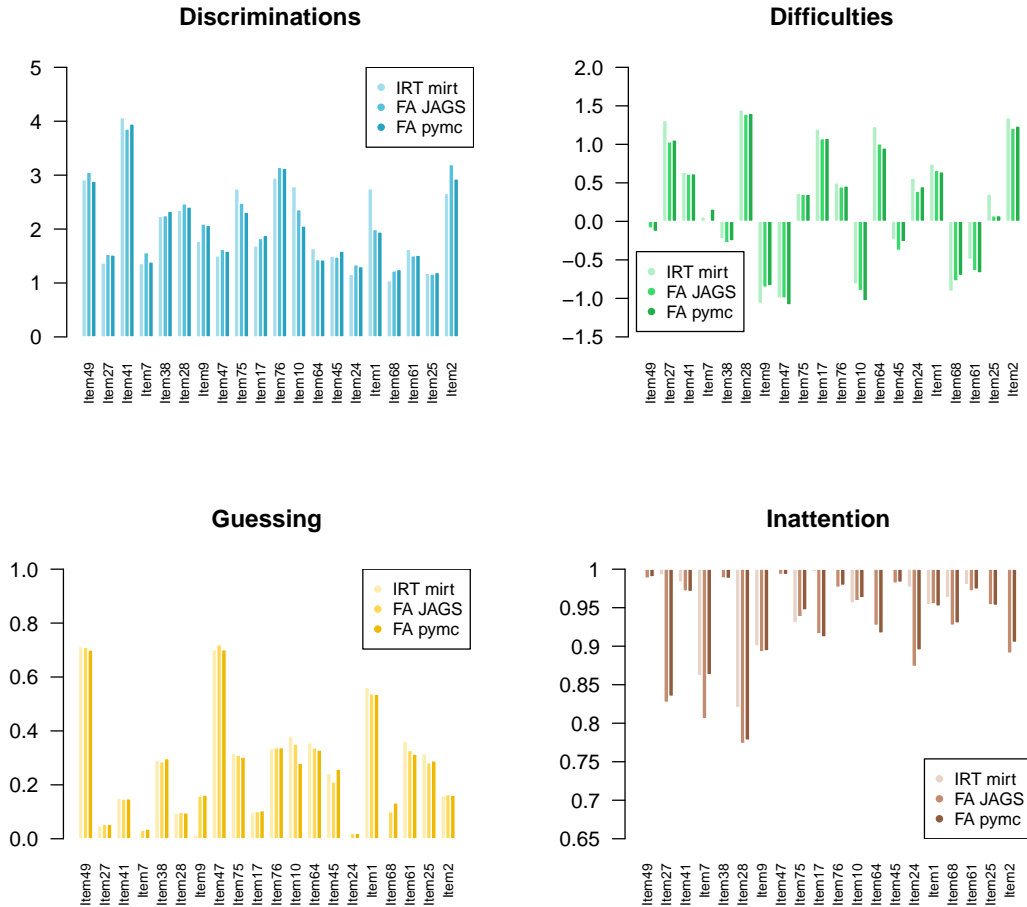 Discriminations
5
4
3
2
1
0
IRT mirt
FA JAGS
FA pymc
Item49
Item27
Item41
Item7
Item38
Item28
Item9
Item47
Item75
Item17
Item76
Item10
Item64
Item45
Item24
Item1
Item68
Item61
Item25
Item2
Difficulties
2.0
1.5
1.0
0.5
0.0
−0.5
−1.0
−1.5
IRT mirt
FA JAGS
FA pymc
Item49
Item27
Item41
Item7
Item38
Item28
Item9
Item47
Item75
Item17
Item76
Item10
Item64
Item45
Item24
Item1
Item68
Item61
Item25
Item2
Guessing
1.0
0.8
0.6
0.4
0.2
0.0
IRT mirt
FA JAGS
FA pymc
Item49
Item27
Item41
Item7
Item38
Item28
Item9
Item47
Item75
Item17
Item76
Item10
Item64
Item45
Item24
Item1
Item68
Item61
Item25
Item2
Inattention
1
0.95
0.9
0.85
0.8
0.75
0.7
0.65
IRT mirt
FA JAGS
FA pymc
Item49
Item27
Item41
Item7
Item38
Item28
Item9
Item47
Item75
Item17
Item76
Item10
Item64
Item45
Item24
Item1
Item68
Item61
Item25
Item2